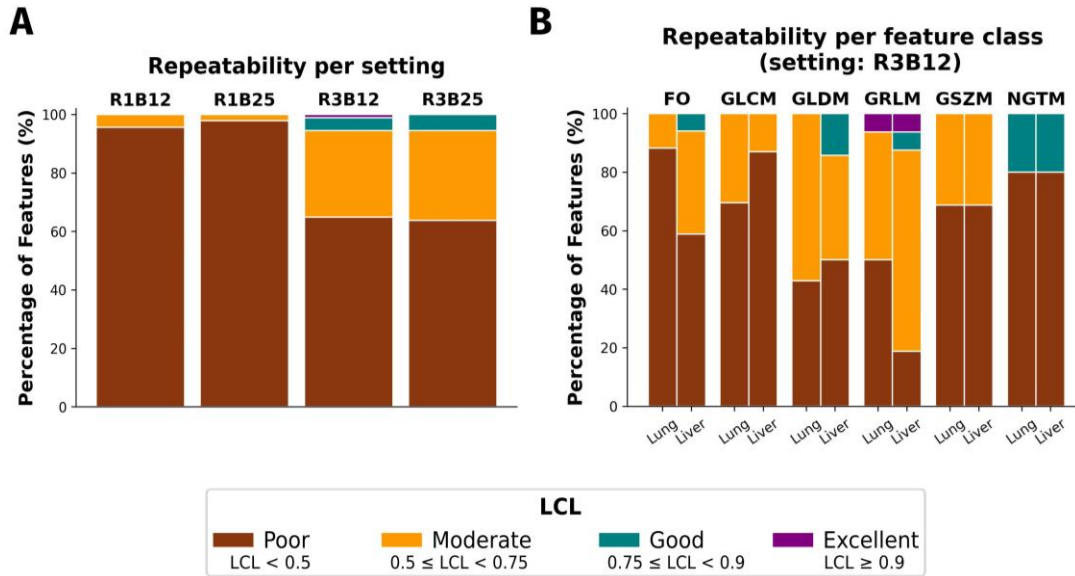 A
Repeatability per setting
R1B12 R1B25 R3B12 R3B25
Percentage of Features (%)
100
80
60
40
20
0
B
Repeatability per feature class
(setting: R3B12)
FO GLCM GLDM GRLM GSZM NGTM
Percentage of Features (%)
100
80
60
40
20
0
Lung Liver Lung Liver Lung Liver Lung Liver Lung Liver Lung Liver
LCL
Poor Moderate Good Excellent
LCL < 0.5 0.5 ≤ LCL < 0.75 0.75 ≤ LCL < 0.9 LCL ≥ 0.9